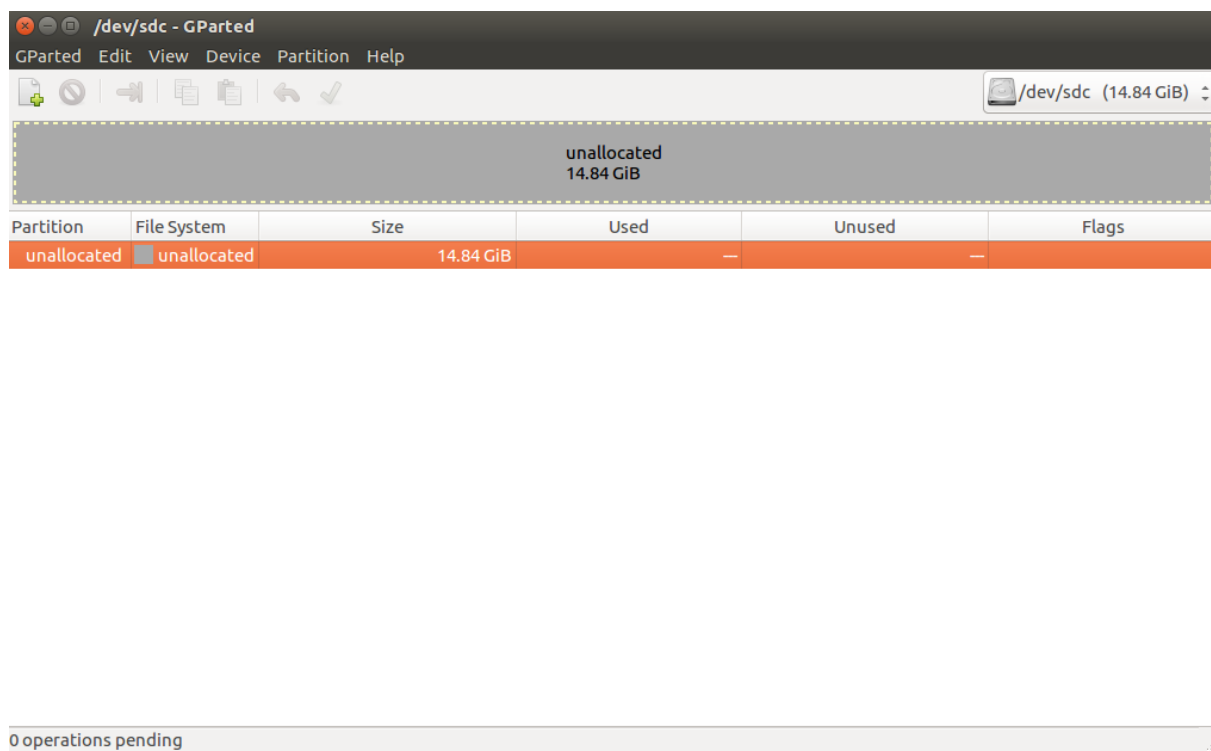 /dev/sdc - GParted
GParted Edit View Device Partition Help
/dev/sdc (14.84 GiB)
unallocated
14.84 GiB
Partition File System Size Used Unused Flags
unallocated unallocated 14.84 GiB — —
0 operations pending